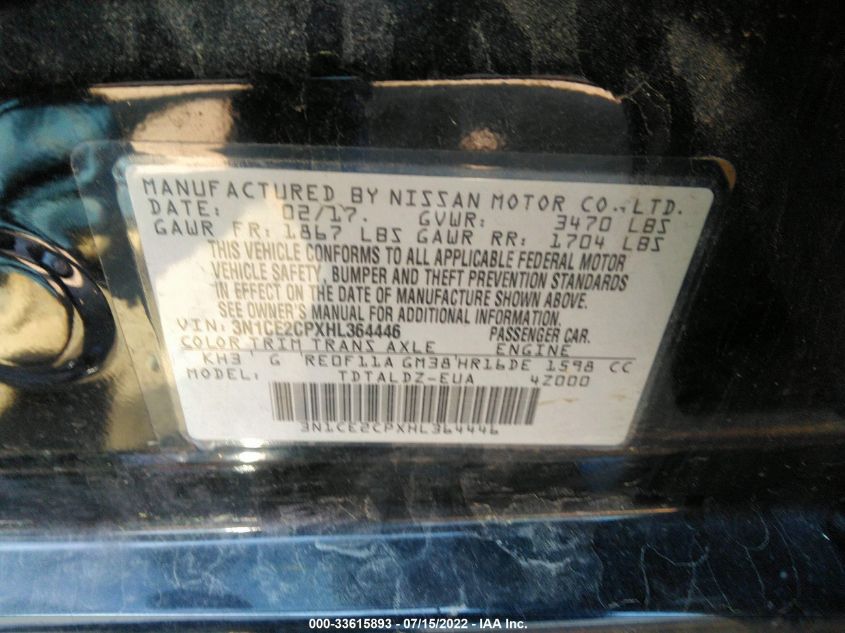 MANUFACTURED BY NISSAN MOTOR CO.,LTD.
DATE: 02/17. GVWR: 3470 LBS
GAWR FR: 1867 LBS GAWR RR: 1704 LBS
THIS VEHICLE CONFORMS TO ALL APPLICABLE FEDERAL MOTOR
VEHICLE SAFETY, BUMPER AND THEFT PREVENTION STANDARDS
IN EFFECT ON THE DATE OF MANUFACTURE SHOWN ABOVE.
SEE OWNER'S MANUAL FOR ADDITIONAL INFORMATION.
VIN: 3N1CE2CPXHL364446 PASSENGER CAR.
COLOR TRIM TRANS AXLE ENGINE
KH3 G RE0F11A GM38 HR16DE 1598 CC
MODEL: TDTALDZ-EUA 4Z000
3N1CE2CPXHL364446
000-33615893 - 07/15/2022 - IAA Inc.